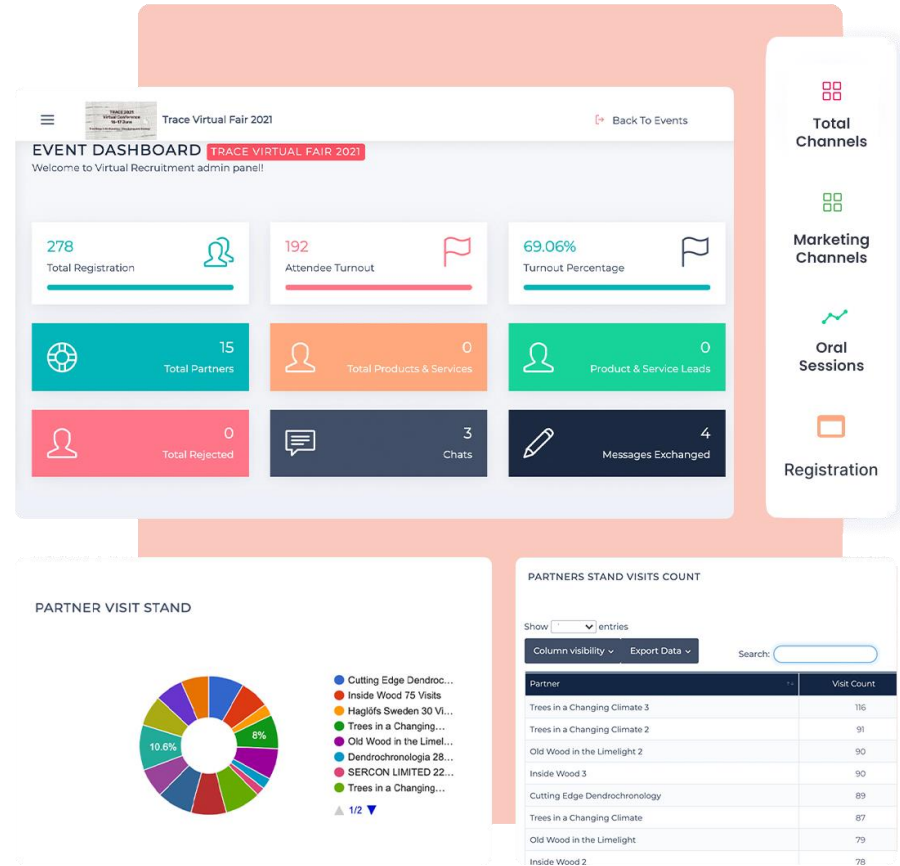 TRACE 2021
Virtual Conference
16-17 June
Trace Virtual Fair 2021
Back To Events
EVENT DASHBOARD TRACE VIRTUAL FAIR 2021
Welcome to Virtual Recruitment admin panel!
278
Total Registration
192
Attendee Turnout
69.06%
Turnout Percentage
15
Total Partners
0
Total Products & Services
0
Product & Service Leads
0
Total Rejected
3
Chats
4
Messages Exchanged
Total
Channels
Marketing
Channels
Oral
Sessions
Registration
PARTNER VISIT STAND
8%
10.6%
Cutting Edge Dendroc...
Inside Wood 75 Visits
Haglöfs Sweden 30 Vi...
Trees in a Changing...
Old Wood in the Limel...
Dendrochronologia 28...
SERCON LIMITED 22...
Trees in a Changing...
1/2
PARTNERS STAND VISITS COUNT
Show entries
Column visibility Export Data Search:
Partner Visit Count
Trees in a Changing Climate 3 116
Trees in a Changing Climate 2 91
Old Wood in the Limelight 2 90
Inside Wood 3 90
Cutting Edge Dendrochronology 89
Trees in a Changing Climate 87
Old Wood in the Limelight 79
Inside Wood 2 78